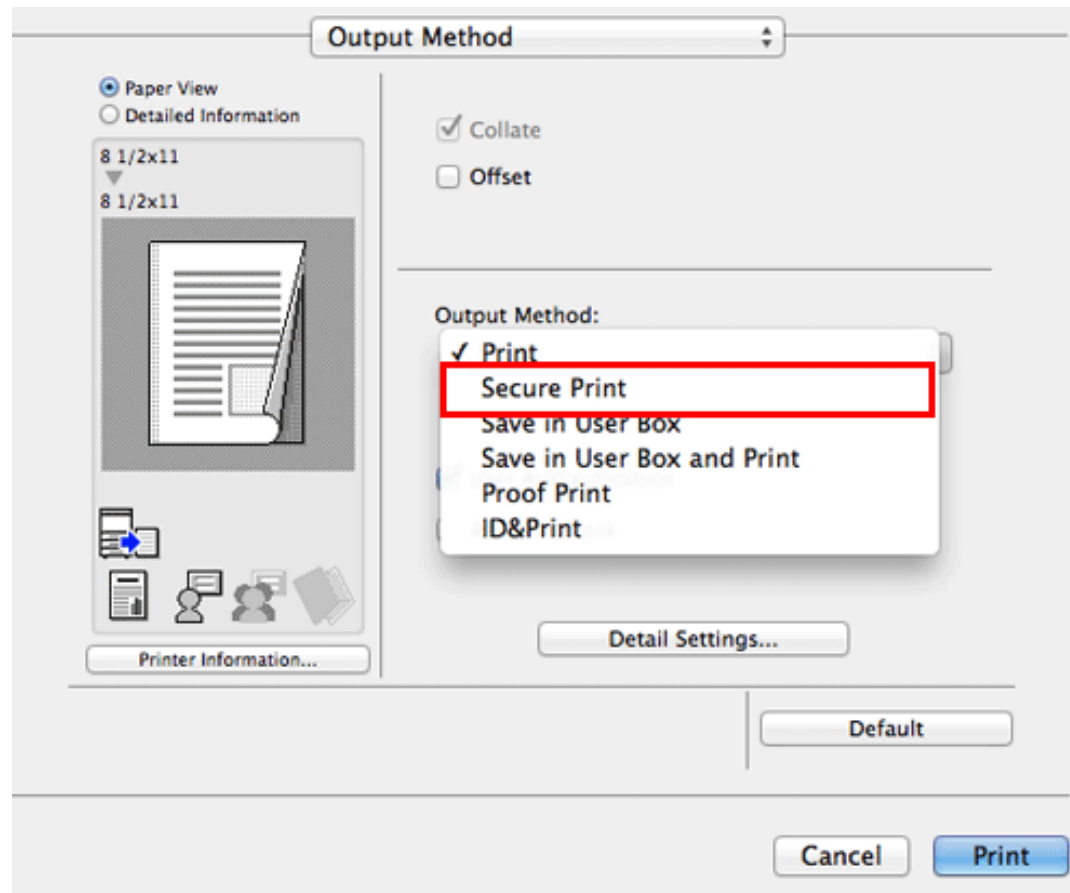 Output Method
Paper View
Detailed Information
8 1/2x11
8 1/2x11
Printer Information...
Collate
Offset
Output Method:
Print
Secure Print
Save in User Box
Save in User Box and Print
Proof Print
ID&Print
Detail Settings...
Default
Cancel
Print